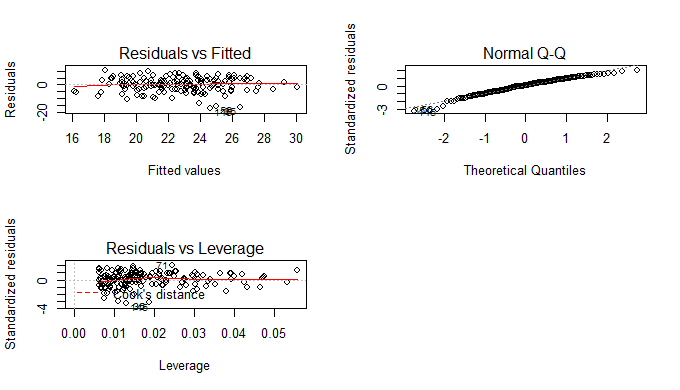 Residuals vs Fitted
Residuals
0
-20
16 18 20 22 24 26 28 30
Fitted values
Normal Q-Q
Standardized residuals
0
-3
-2 -1 0 1 2
Theoretical Quantiles
Residuals vs Leverage
Standardized residuals
0
-4
71
Cook's distance
0.00 0.01 0.02 0.03 0.04 0.05
Leverage